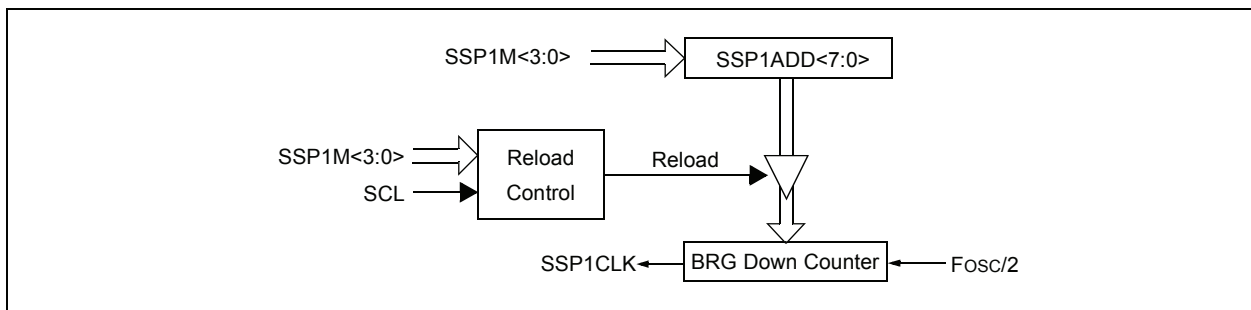 SSP1M<3:0>
SSP1ADD<7:0>
SSP1M<3:0>
SCL
Reload
Control
Reload
SSP1CLK
BRG Down Counter
FOSC/2